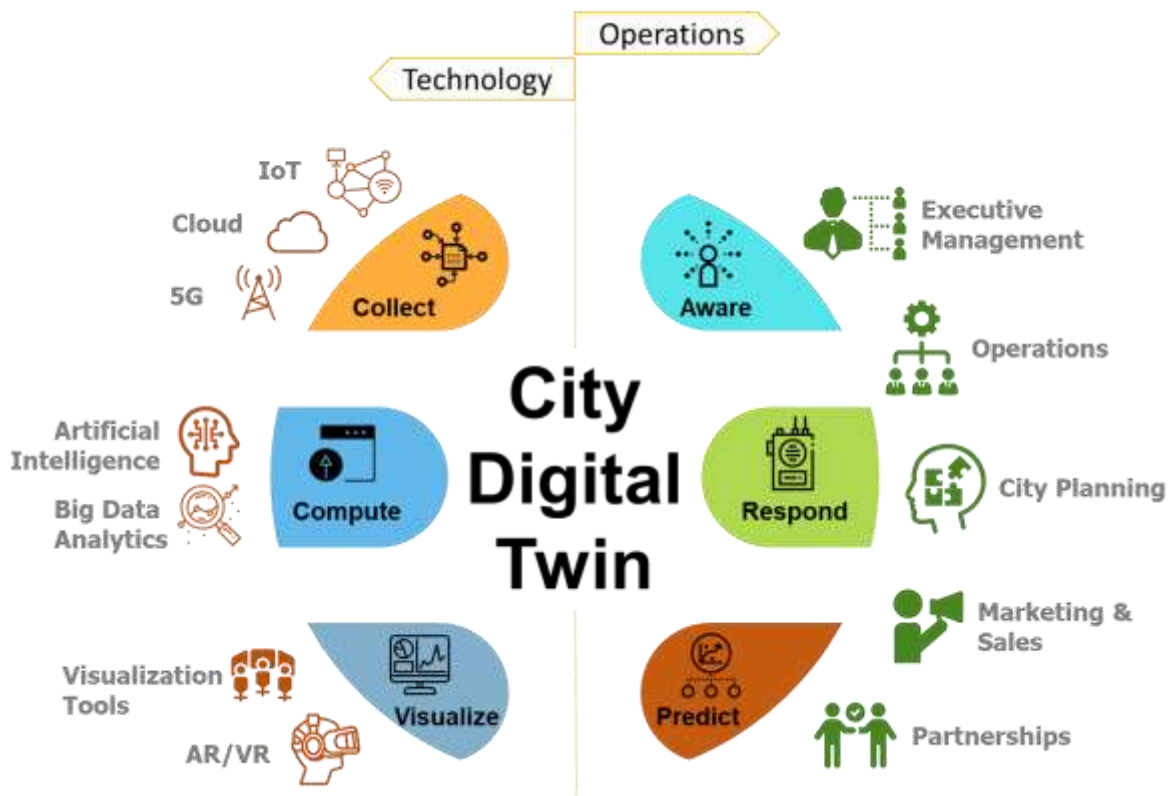 Operations
Technology
IoT
Cloud
5G
Collect
Artificial
Intelligence
Big Data
Analytics
Compute
Visualization
Tools
AR/VR
Visualize
City
Digital
Twin
Aware
Executive
Management
Operations
Respond
City Planning
Marketing &
Sales
Predict
Partnerships